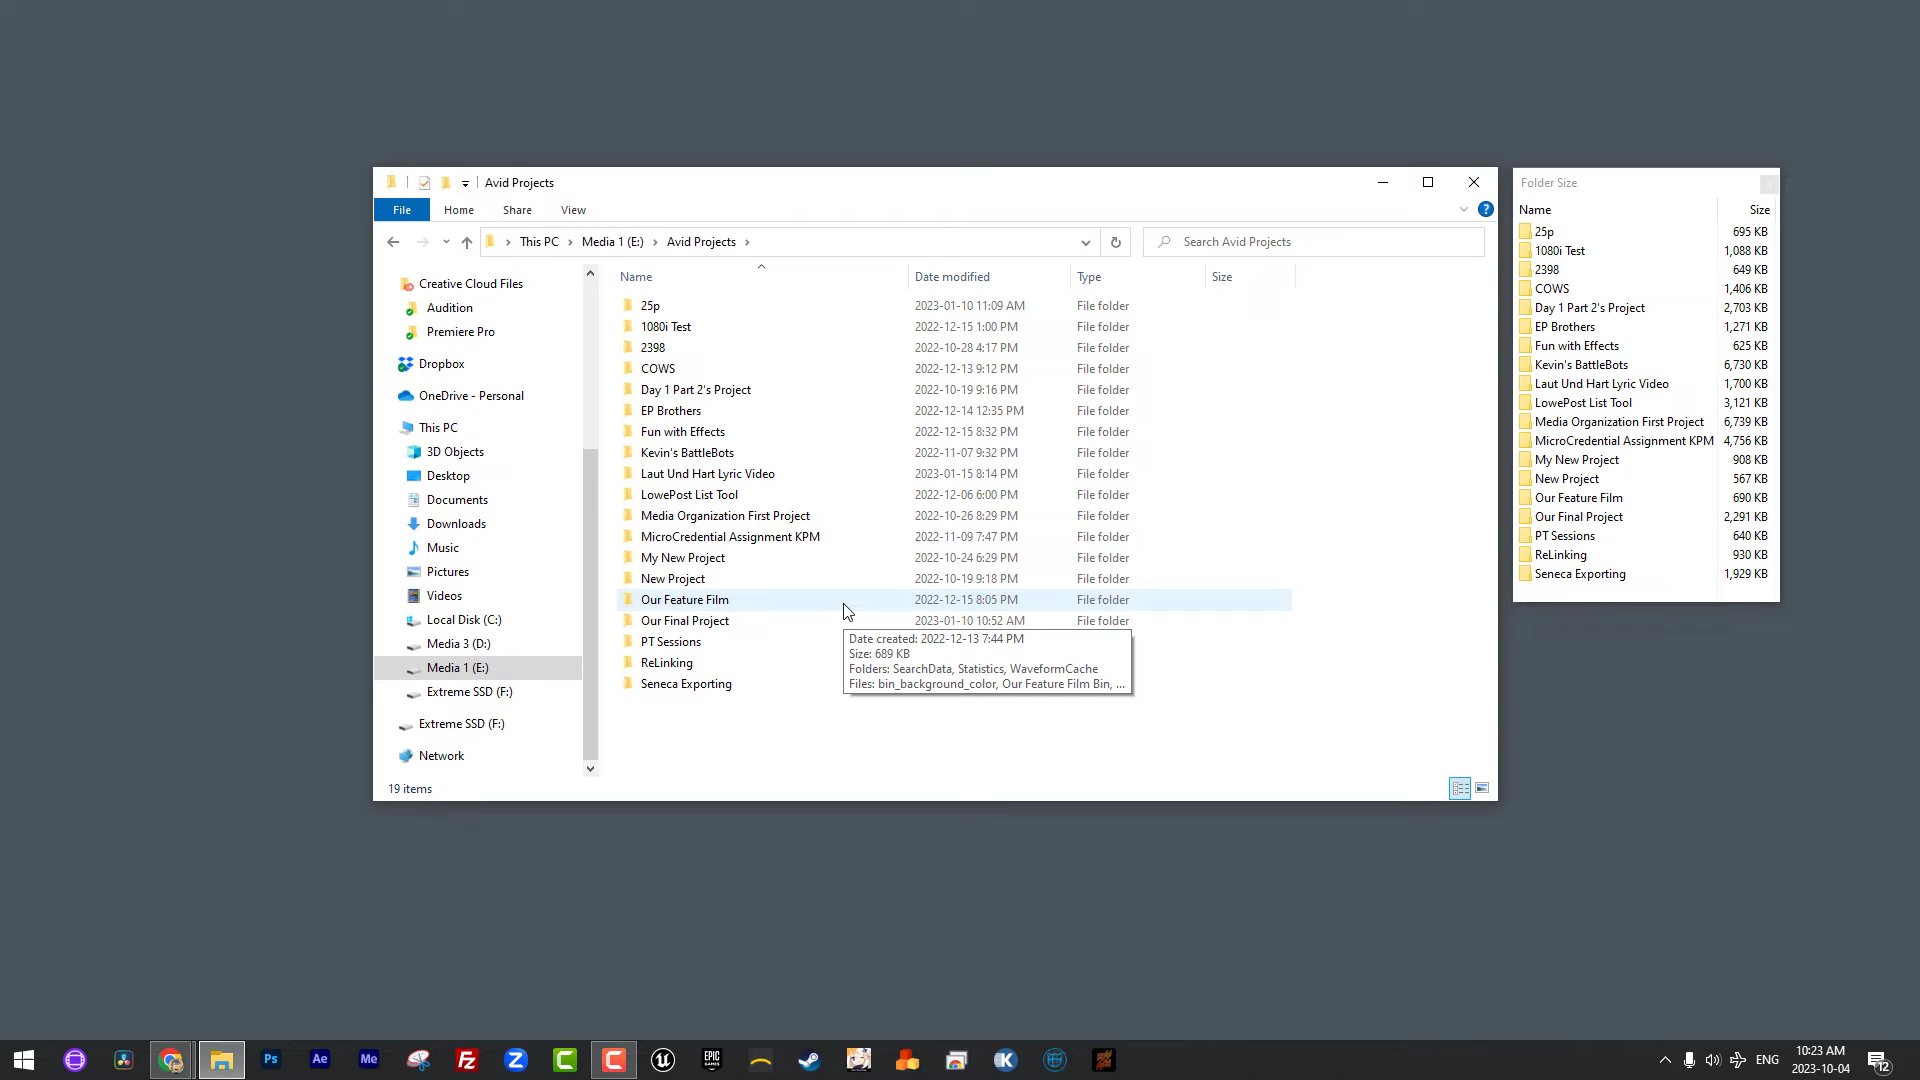 Avid Projects
File Home Share View
This PC Media 1 (E:) Avid Projects
Search Avid Projects
Creative Cloud Files
Audition
Premiere Pro
Dropbox
OneDrive - Personal
This PC
3D Objects
Desktop
Documents
Downloads
Music
Pictures
Videos
Local Disk (C:)
Media 3 (D:)
Media 1 (E:)
Extreme SSD (F:)
Extreme SSD (F:)
Network
19 items
Name Date modified Type Size
25p 2023-01-10 11:09 AM File folder
1080i Test 2022-12-15 1:00 PM File folder
2398 2022-10-28 4:17 PM File folder
COWS 2022-12-13 9:12 PM File folder
Day 1 Part 2's Project 2022-10-19 9:16 PM File folder
EP Brothers 2022-12-14 12:35 PM File folder
Fun with Effects 2022-12-15 8:32 PM File folder
Kevin's BattleBots 2022-11-07 9:32 PM File folder
Laut Und Hart Lyric Video 2023-01-15 8:14 PM File folder
LowePost List Tool 2022-12-06 6:00 PM File folder
Media Organization First Project 2022-10-26 8:29 PM File folder
MicroCredential Assignment KPM 2022-11-09 7:47 PM File folder
My New Project 2022-10-24 6:29 PM File folder
New Project 2022-10-19 9:18 PM File folder
Our Feature Film 2022-12-15 8:05 PM File folder
Our Final Project 2023-01-10 10:52 AM File folder
PT Sessions
ReLinking
Seneca Exporting
Date created: 2022-12-13 7:44 PM
Size: 689 KB
Folders: SearchData, Statistics, WaveformCache
Files: bin_background_color, Our Feature Film Bin, ...
Folder Size
Name Size
25p 695 KB
1080i Test 1,088 KB
2398 649 KB
COWS 1,406 KB
Day 1 Part 2's Project 2,703 KB
EP Brothers 1,271 KB
Fun with Effects 625 KB
Kevin's BattleBots 6,730 KB
Laut Und Hart Lyric Video 1,700 KB
LowePost List Tool 3,121 KB
Media Organization First Project 6,739 KB
MicroCredential Assignment KPM 4,756 KB
My New Project 908 KB
New Project 567 KB
Our Feature Film 690 KB
Our Final Project 2,291 KB
PT Sessions 640 KB
ReLinking 930 KB
Seneca Exporting 1,929 KB
Ps Ae Me Fz Z C C EPIC GAMES K
ENG
10:23 AM
2023-10-04
12